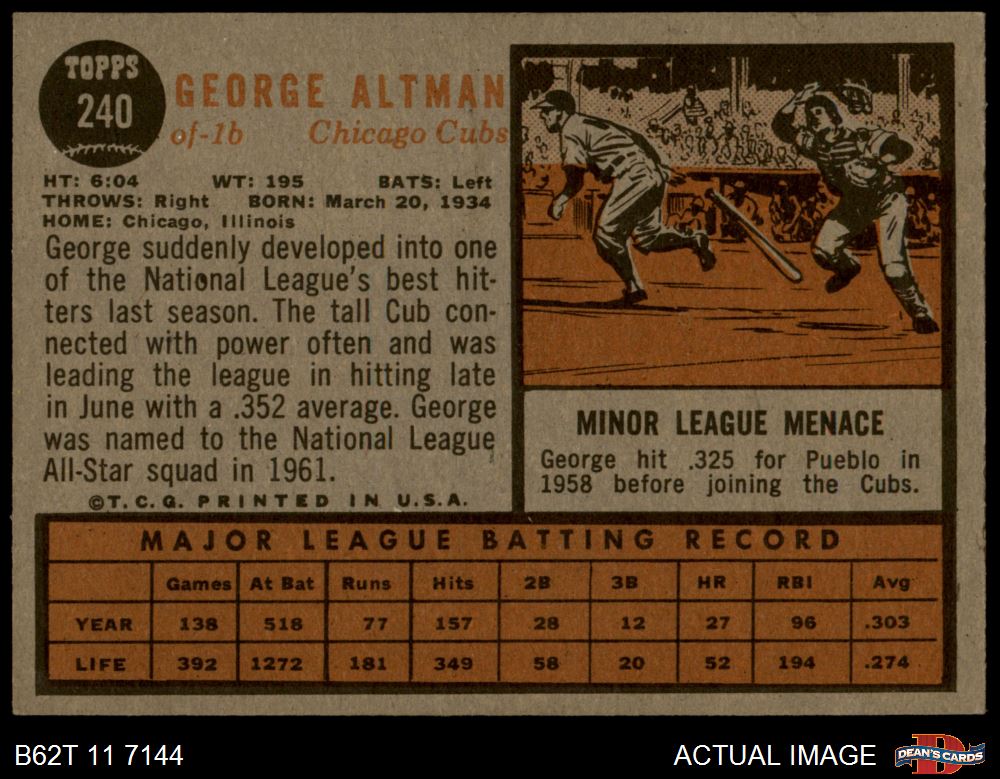 TOPPS
240
GEORGE ALTMAN
of-1b Chicago Cubs
HT: 6:04 WT: 195 BATS: Left
THROWS: Right BORN: March 20, 1934
HOME: Chicago, Illinois
George suddenly developed into one
of the National League's best hit-
ters last season. The tall Cub con-
nected with power often and was
leading the league in hitting late
in June with a .352 average. George
was named to the National League
All-Star squad in 1961.
©T.C.G. PRINTED IN U.S.A.
MINOR LEAGUE MENACE
George hit .325 for Pueblo in
1958 before joining the Cubs.
MAJOR LEAGUE BATTING RECORD
Games At Bat Runs Hits 2B 3B HR RBI Avg
YEAR 138 518 77 157 28 12 27 96 .303
LIFE 392 1272 181 349 58 20 52 194 .274
B62T 11 7144
ACTUAL IMAGE
DEAN'S CARDS